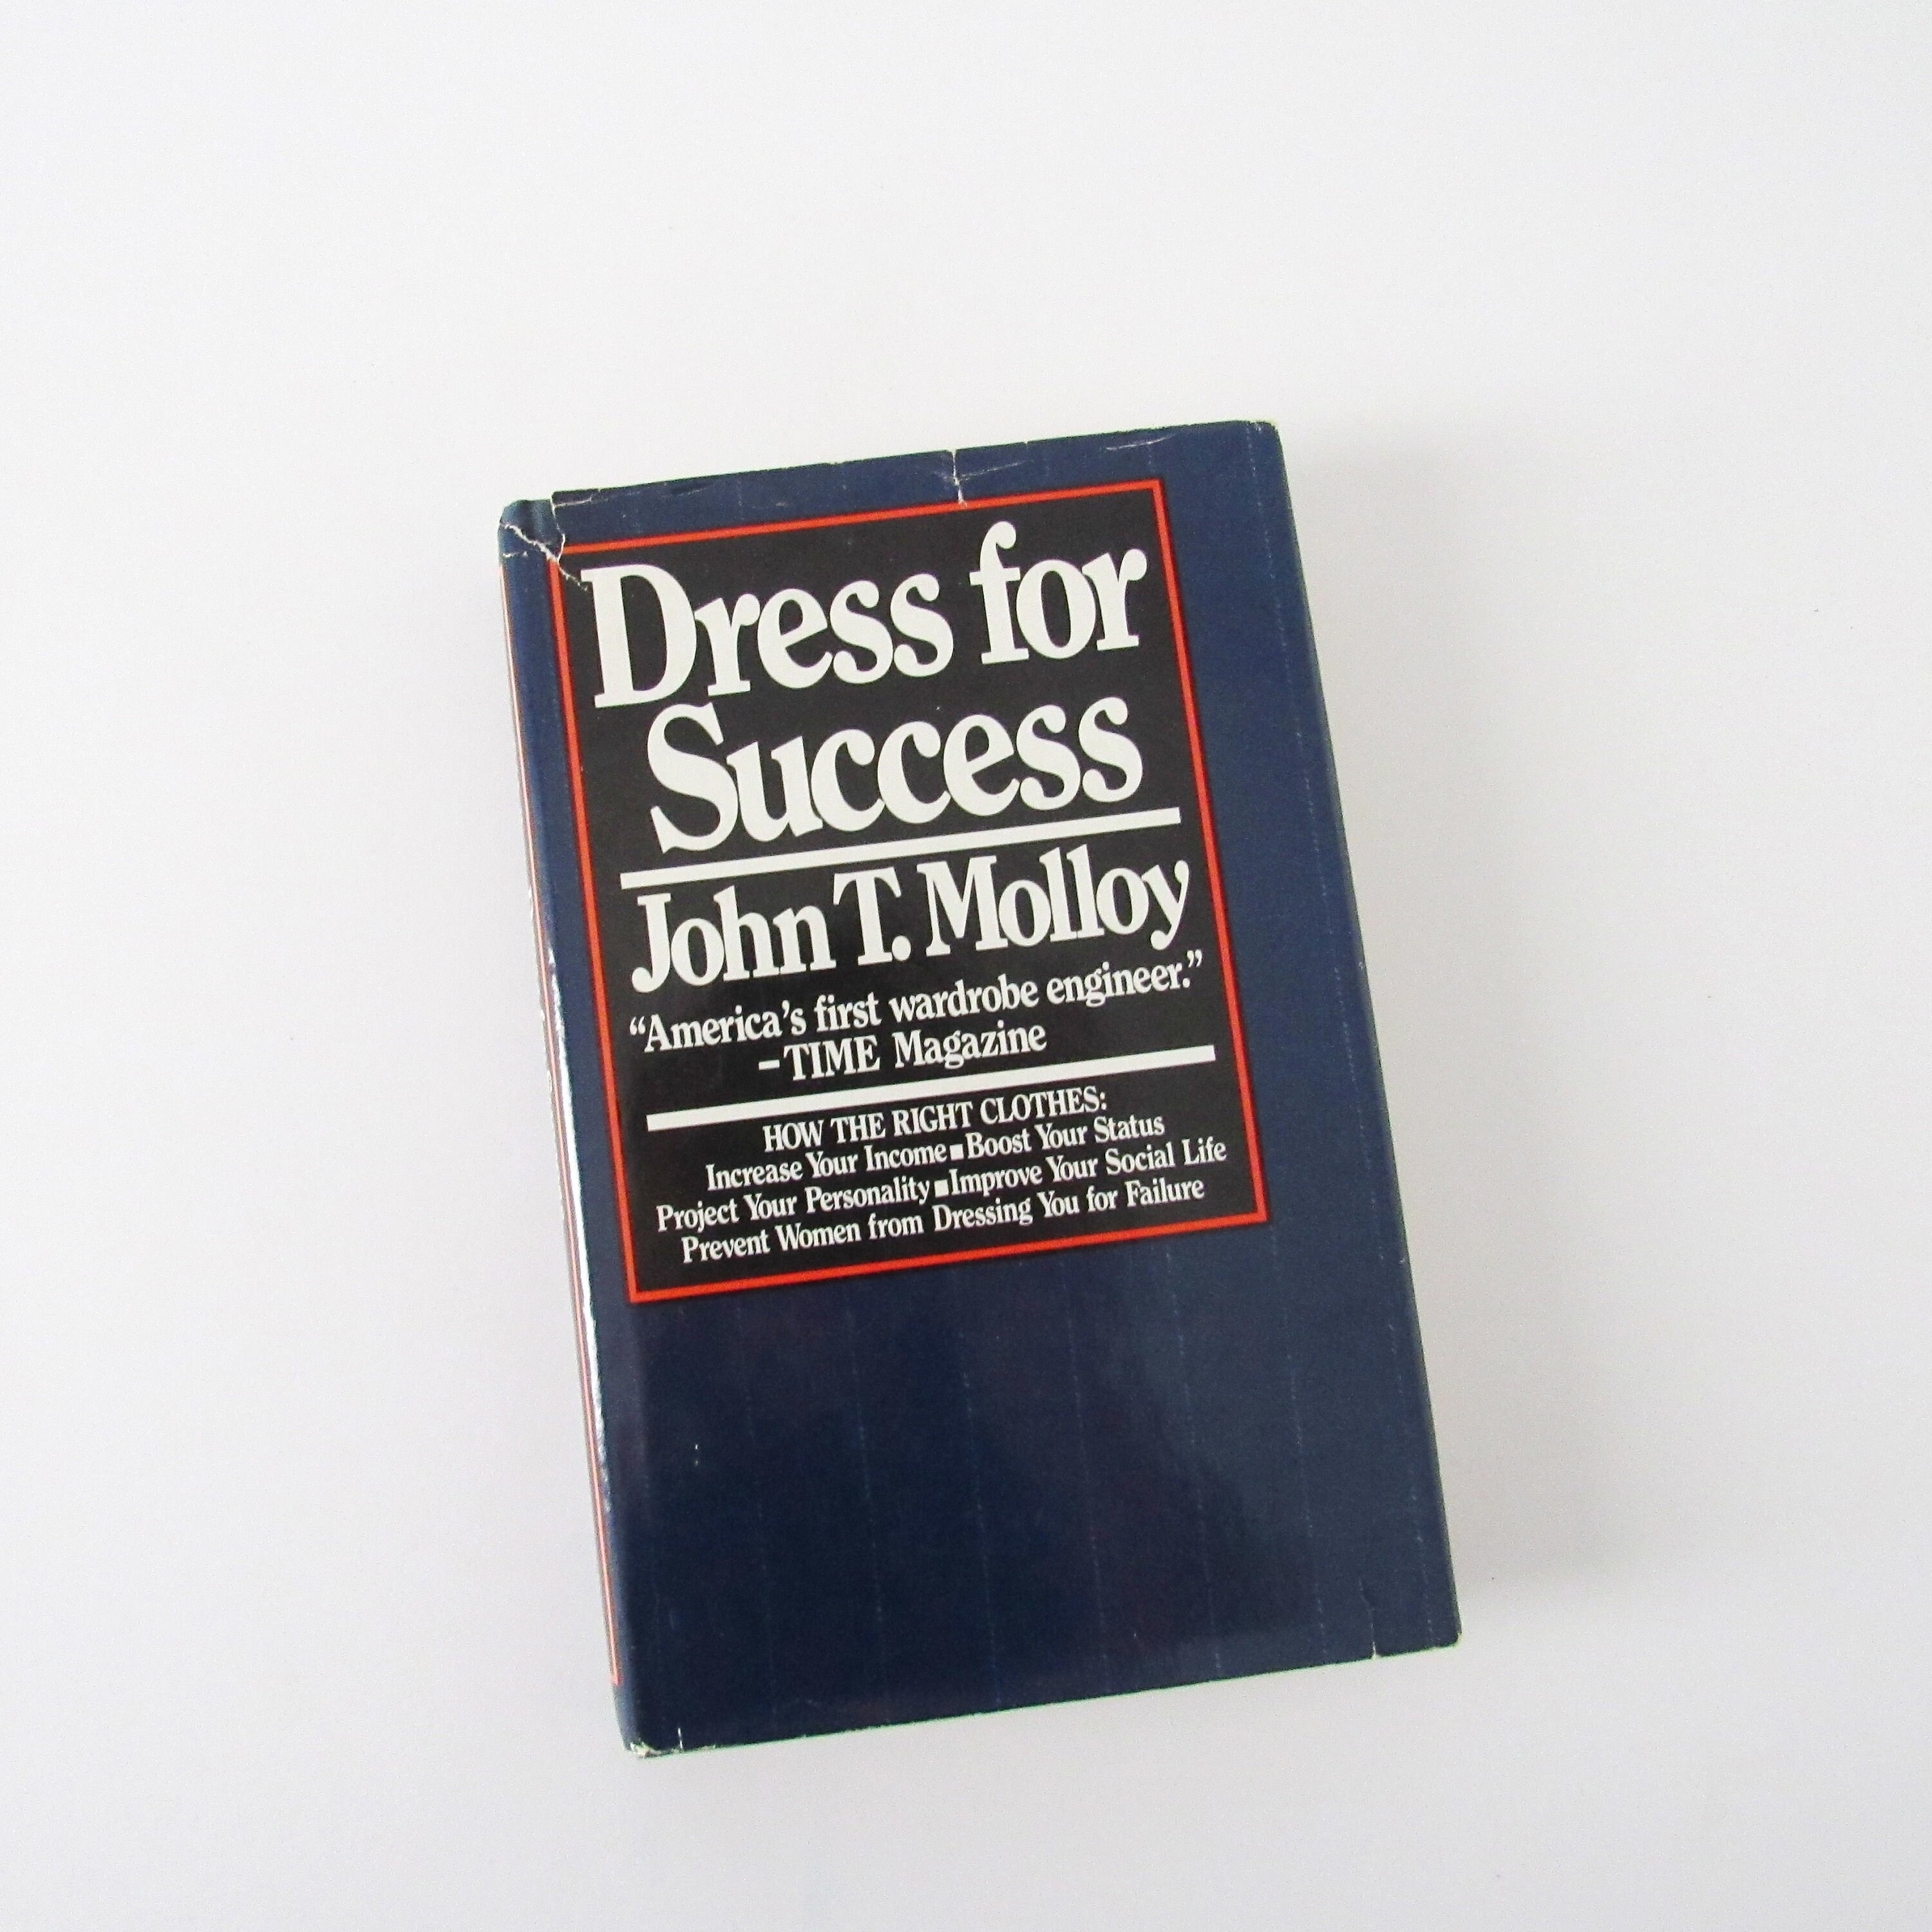 Dress for
Success
John T. Molloy
“America’s first wardrobe engineer.”
–TIME Magazine
HOW THE RIGHT CLOTHES:
Increase Your Income ■ Boost Your Status
Project Your Personality ■ Improve Your Social Life
Prevent Women from Dressing You for Failure